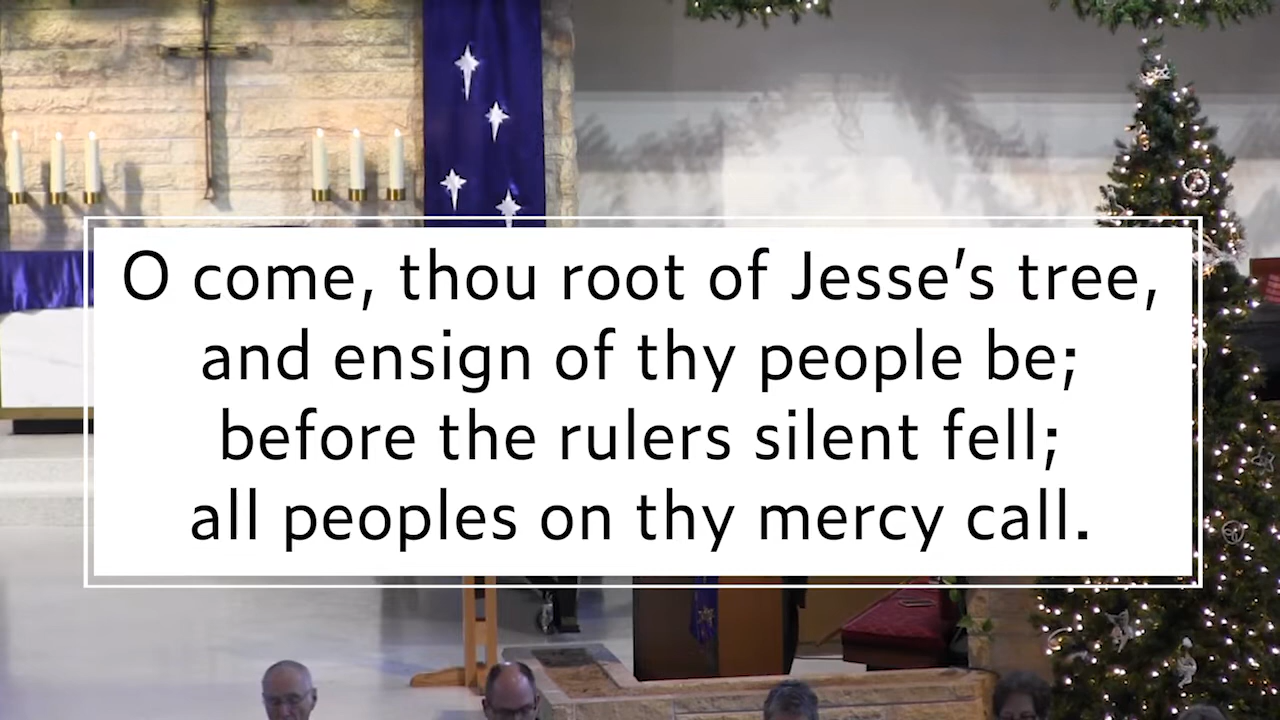 O come, thou root of Jesse’s tree,
and ensign of thy people be;
before the rulers silent fell;
all peoples on thy mercy call.